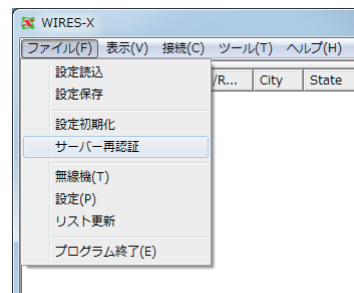 WIRES-X
ファイル(F) 表示(V) 接続(C) ツール(T) ヘルプ(H)
/R... City State
設定読込
設定保存
設定初期化
サーバー再認証
無線機(T)
設定(P)
リスト更新
プログラム終了(E)